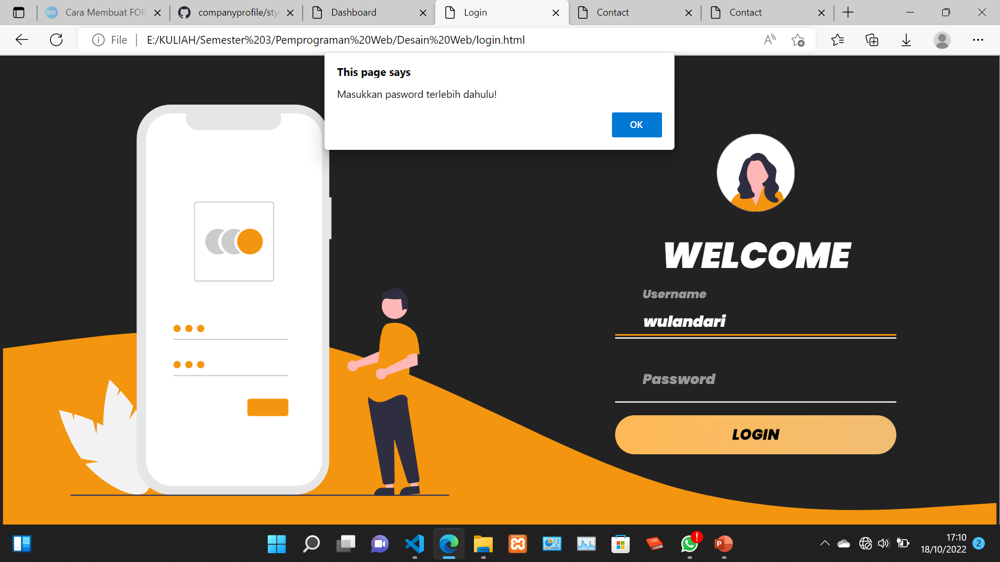 Cara Membuat FOR
companyprofile/sty
Dashboard
Login
Contact
Contact
File
E:/KULIAH/Semester%203/Pemprograman%20Web/Desain%20Web/login.html
This page says
Masukkan pasword terlebih dahulu!
OK
WELCOME
Username
wulandari
Password
LOGIN
17:10
18/10/2022
2